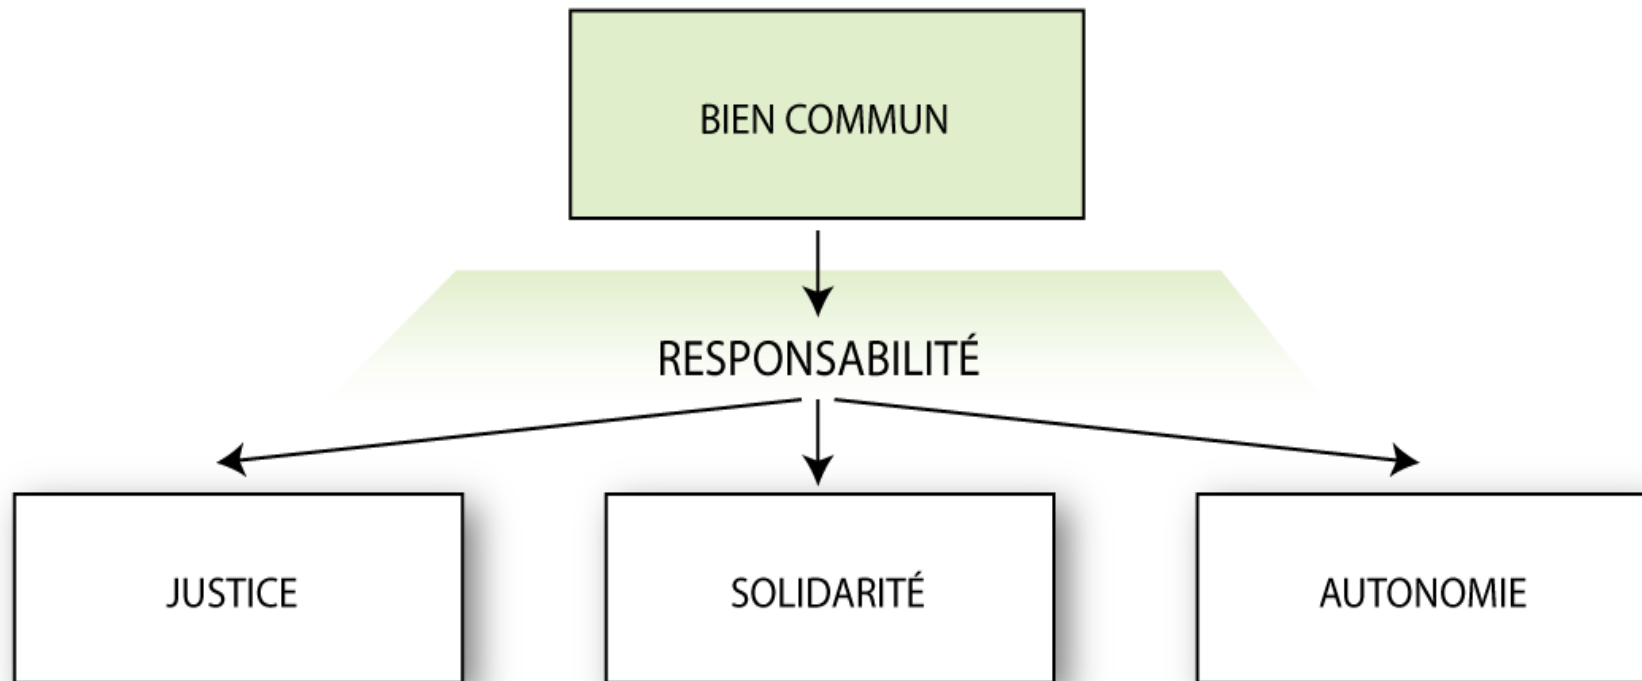 BIEN COMMUN
RESPONSABILITÉ
JUSTICE
SOLIDARITÉ
AUTONOMIE